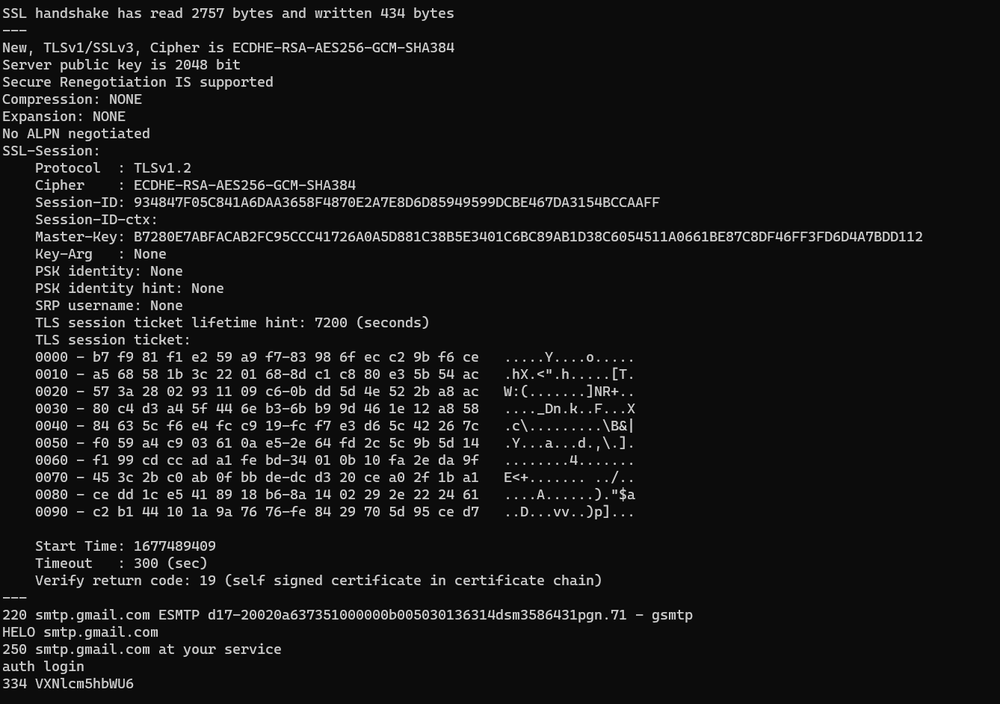 SSL handshake has read 2757 bytes and written 434 bytes
---
New, TLSv1/SSLv3, Cipher is ECDHE-RSA-AES256-GCM-SHA384
Server public key is 2048 bit
Secure Renegotiation IS supported
Compression: NONE
Expansion: NONE
No ALPN negotiated
SSL-Session:
    Protocol  : TLSv1.2
    Cipher    : ECDHE-RSA-AES256-GCM-SHA384
    Session-ID: 934847F05C841A6DAA3658F4870E2A7E8D6D85949599DCBE467DA3154BCCAAFF
    Session-ID-ctx:
    Master-Key: B7280E7ABFACAB2FC95CCC41726A0A5D881C38B5E3401C6BC89AB1D38C6054511A0661BE87C8DF46FF3FD6D4A7BDD112
    Key-Arg   : None
    PSK identity: None
    PSK identity hint: None
    SRP username: None
    TLS session ticket lifetime hint: 7200 (seconds)
    TLS session ticket:
    0000 - b7 f9 81 f1 e2 59 a9 f7-83 98 6f ec c2 9b f6 ce   .....Y....o.....
    0010 - a5 68 58 1b 3c 22 01 68-8d c1 c8 80 e3 5b 54 ac   .hX.<".h.....[T.
    0020 - 57 3a 28 02 93 11 09 c6-0b dd 5d 4e 52 2b a8 ac   W:(.......]NR+..
    0030 - 80 c4 d3 a4 5f 44 6e b3-6b b9 9d 46 1e 12 a8 58   ...._Dn.k..F...X
    0040 - 84 63 5c f6 e4 fc c9 19-fc f7 e3 d6 5c 42 26 7c   .c\.........\B&|
    0050 - f0 59 a4 c9 03 61 0a e5-2e 64 fd 2c 5c 9b 5d 14   .Y...a...d.,\.].
    0060 - f1 99 cd cc ad a1 fe bd-34 01 0b 10 fa 2e da 9f   ........4.......
    0070 - 45 3c 2b c0 ab 0f bb de-dc d3 20 ce a0 2f 1b a1   E<+....... ../..
    0080 - ce dd 1c e5 41 89 18 b6-8a 14 02 29 2e 22 24 61   ....A......)."$a
    0090 - c2 b1 44 10 1a 9a 76 76-fe 84 29 70 5d 95 ce d7   ..D...vv..)p]...
    Start Time: 1677489409
    Timeout   : 300 (sec)
    Verify return code: 19 (self signed certificate in certificate chain)
---
220 smtp.gmail.com ESMTP d17-20020a637351000000b005030136314dsm3586431pgn.71 - gsmtp
HELO smtp.gmail.com
250 smtp.gmail.com at your service
auth login
334 VXNlcm5hbWU6